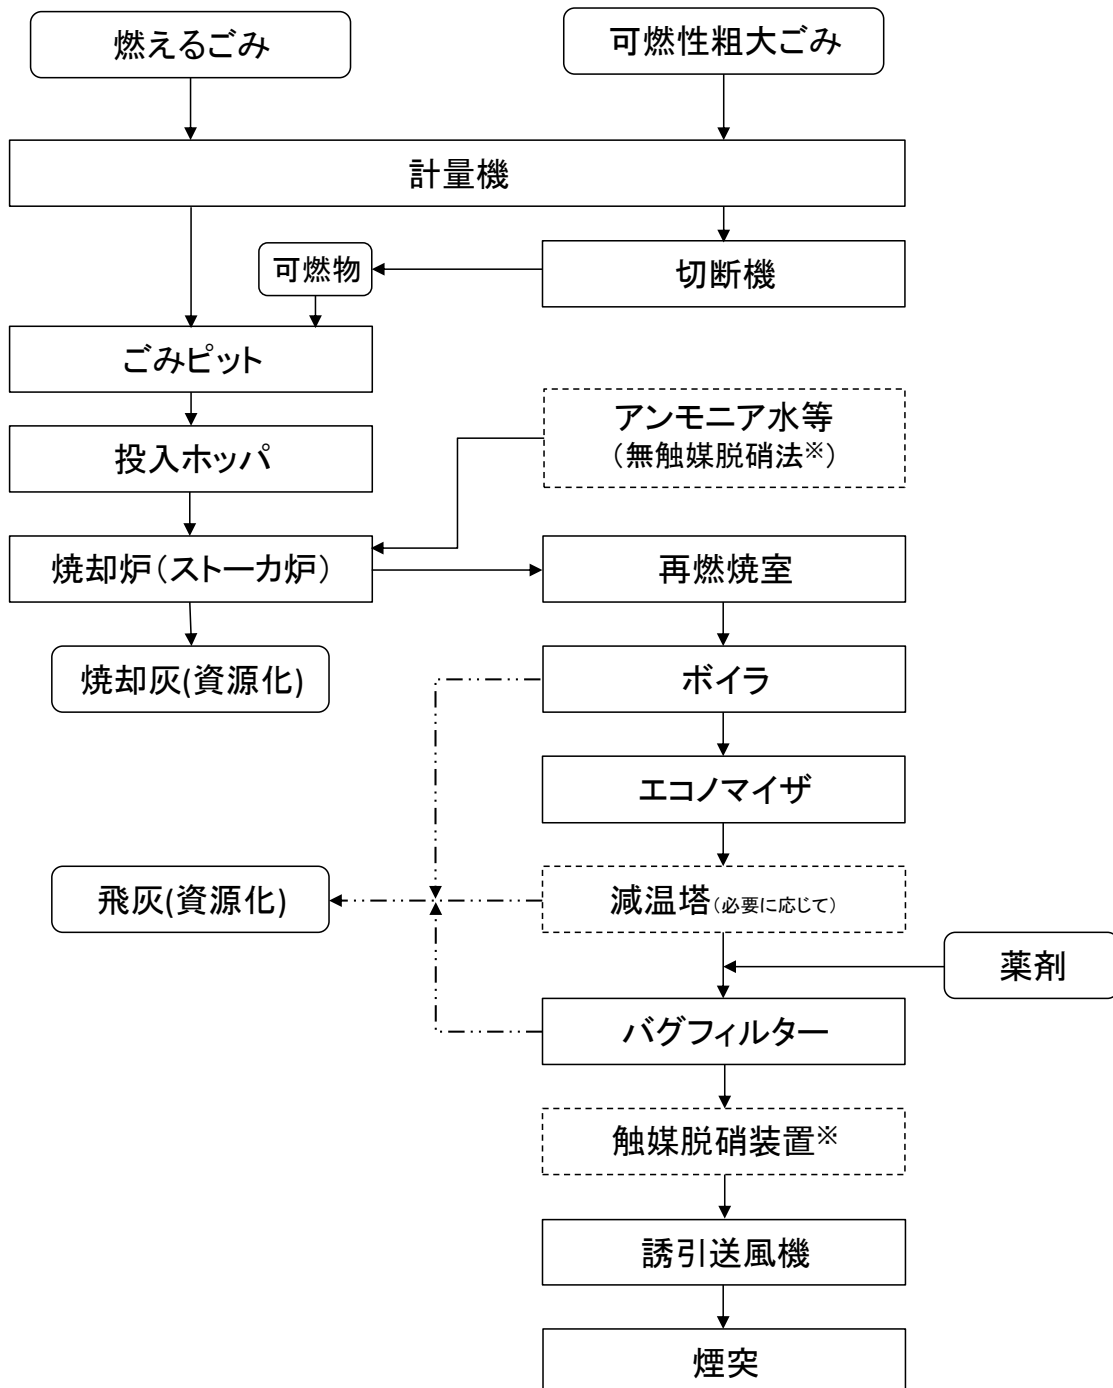 燃えるごみ
可燃性粗大ごみ
計量機
可燃物
切断機
ごみピット
アンモニア水等
（無触媒脱硝法※）
投入ホッパ
焼却炉（ストーカ炉）
再燃焼室
焼却灰(資源化)
ボイラ
エコノマイザ
飛灰(資源化)
減温塔（必要に応じて）
薬剤
バグフィルター
触媒脱硝装置※
誘引送風機
煙突